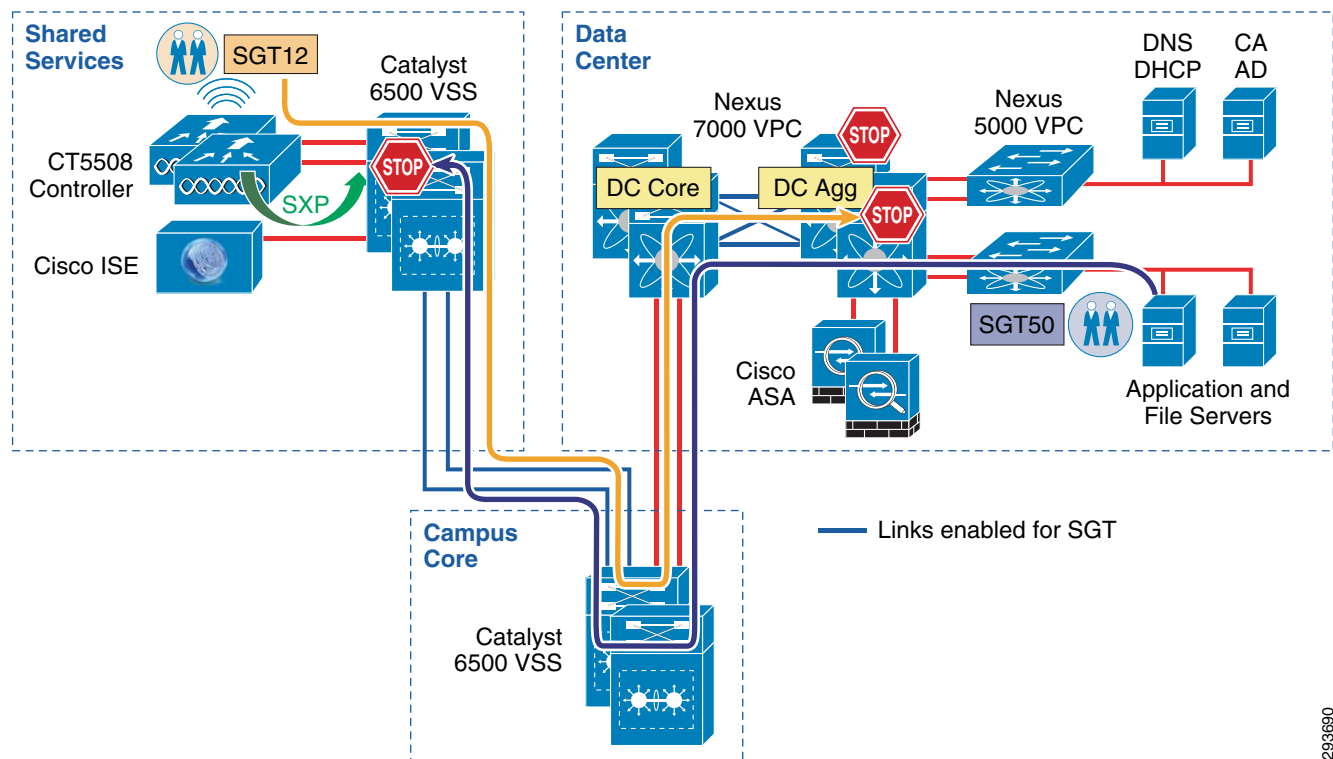 Shared
Services
SGT12
Catalyst
6500 VSS
CT5508
Controller
STOP
SXP
Cisco ISE
Data
Center
DNS
DHCP
CA
AD
Nexus
7000 VPC
STOP
Nexus
5000 VPC
DC Core
DC Agg
STOP
SGT50
Cisco
ASA
Application and
File Servers
Campus
Core
Links enabled for SGT
Catalyst
6500 VSS
293690